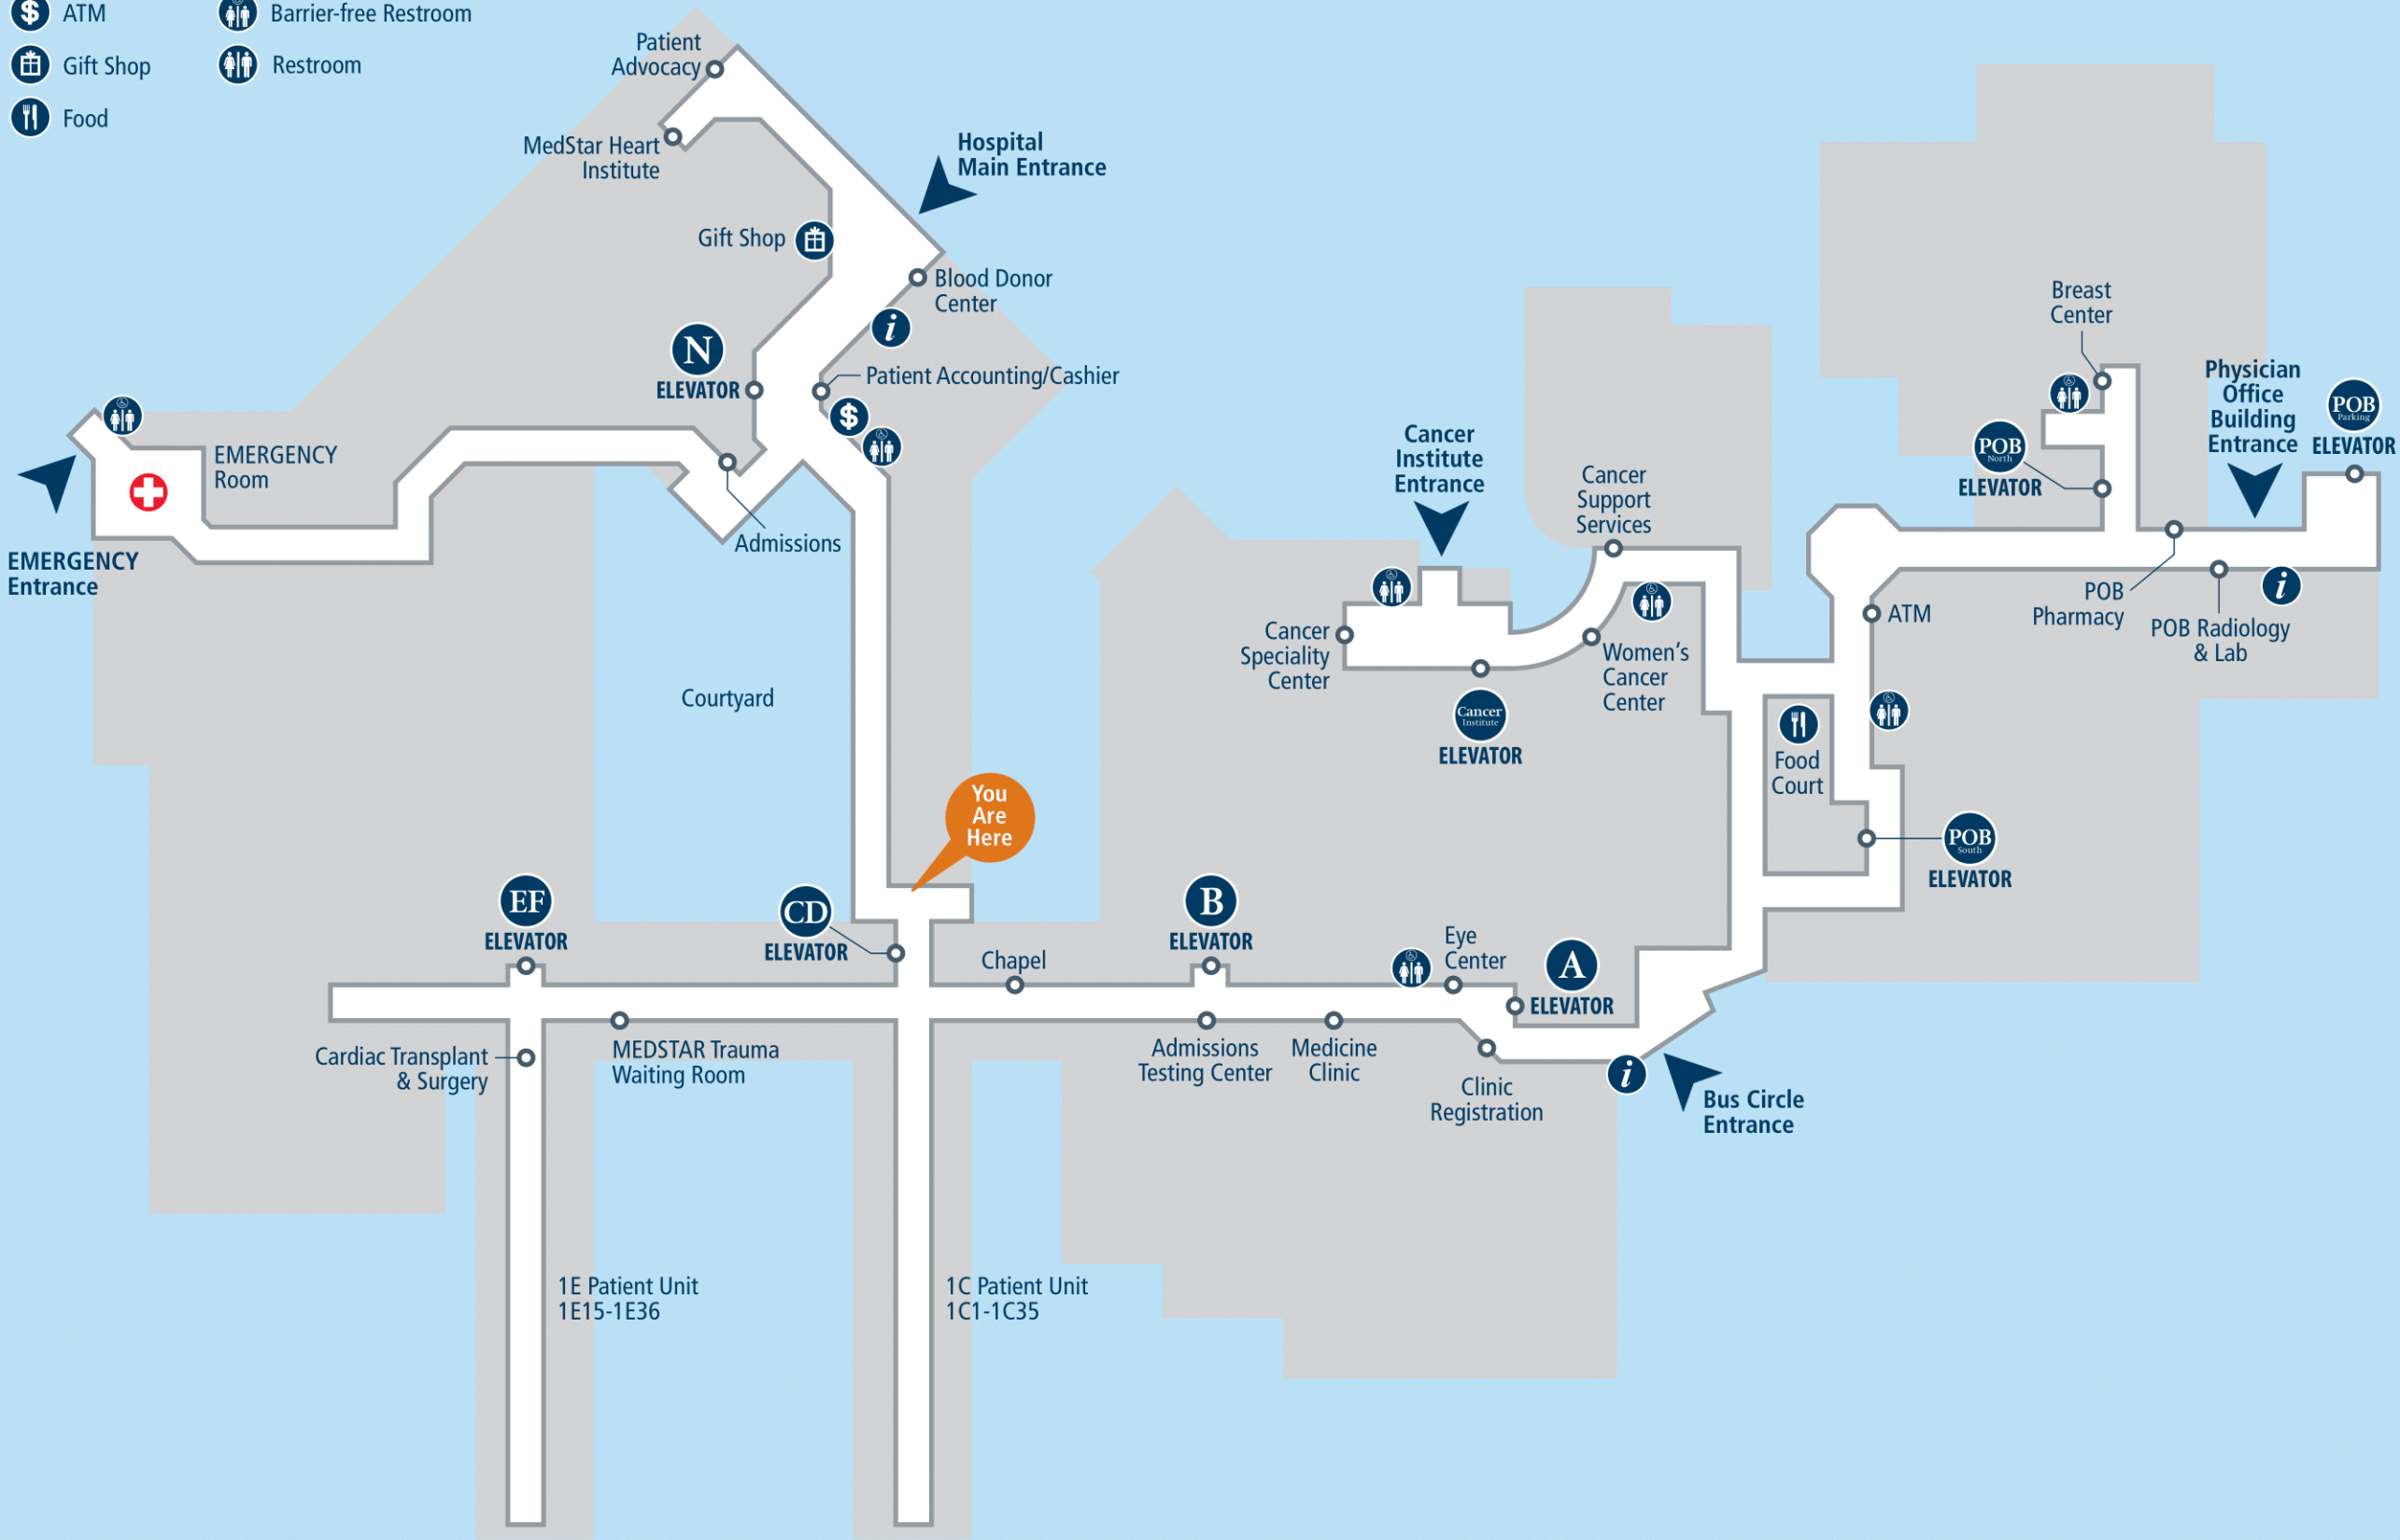 $ ATM
Barrier-free Restroom
Gift Shop
Restroom
Food
Patient
Advocacy
MedStar Heart
Institute
Hospital
Main Entrance
Gift Shop
Blood Donor
Center
i
N
ELEVATOR
Patient Accounting/Cashier
$
EMERGENCY
Room
EMERGENCY
Entrance
Admissions
Courtyard
You
Are
Here
EF
ELEVATOR
CD
ELEVATOR
Chapel
B
ELEVATOR
Eye
Center
A
ELEVATOR
Cardiac Transplant
& Surgery
MEDSTAR Trauma
Waiting Room
Admissions
Testing Center
Medicine
Clinic
Clinic
Registration
i
Bus Circle
Entrance
1E Patient Unit
1E15-1E36
1C Patient Unit
1C1-1C35
Cancer
Institute
Entrance
Cancer
Support
Services
Cancer
Speciality
Center
Women's
Cancer
Center
Cancer
Institute
ELEVATOR
Food
Court
POB
South
ELEVATOR
ATM
Breast
Center
POB
North
ELEVATOR
Physician
Office
Building
Entrance
POB
Parking
ELEVATOR
POB
Pharmacy
POB Radiology
& Lab
i